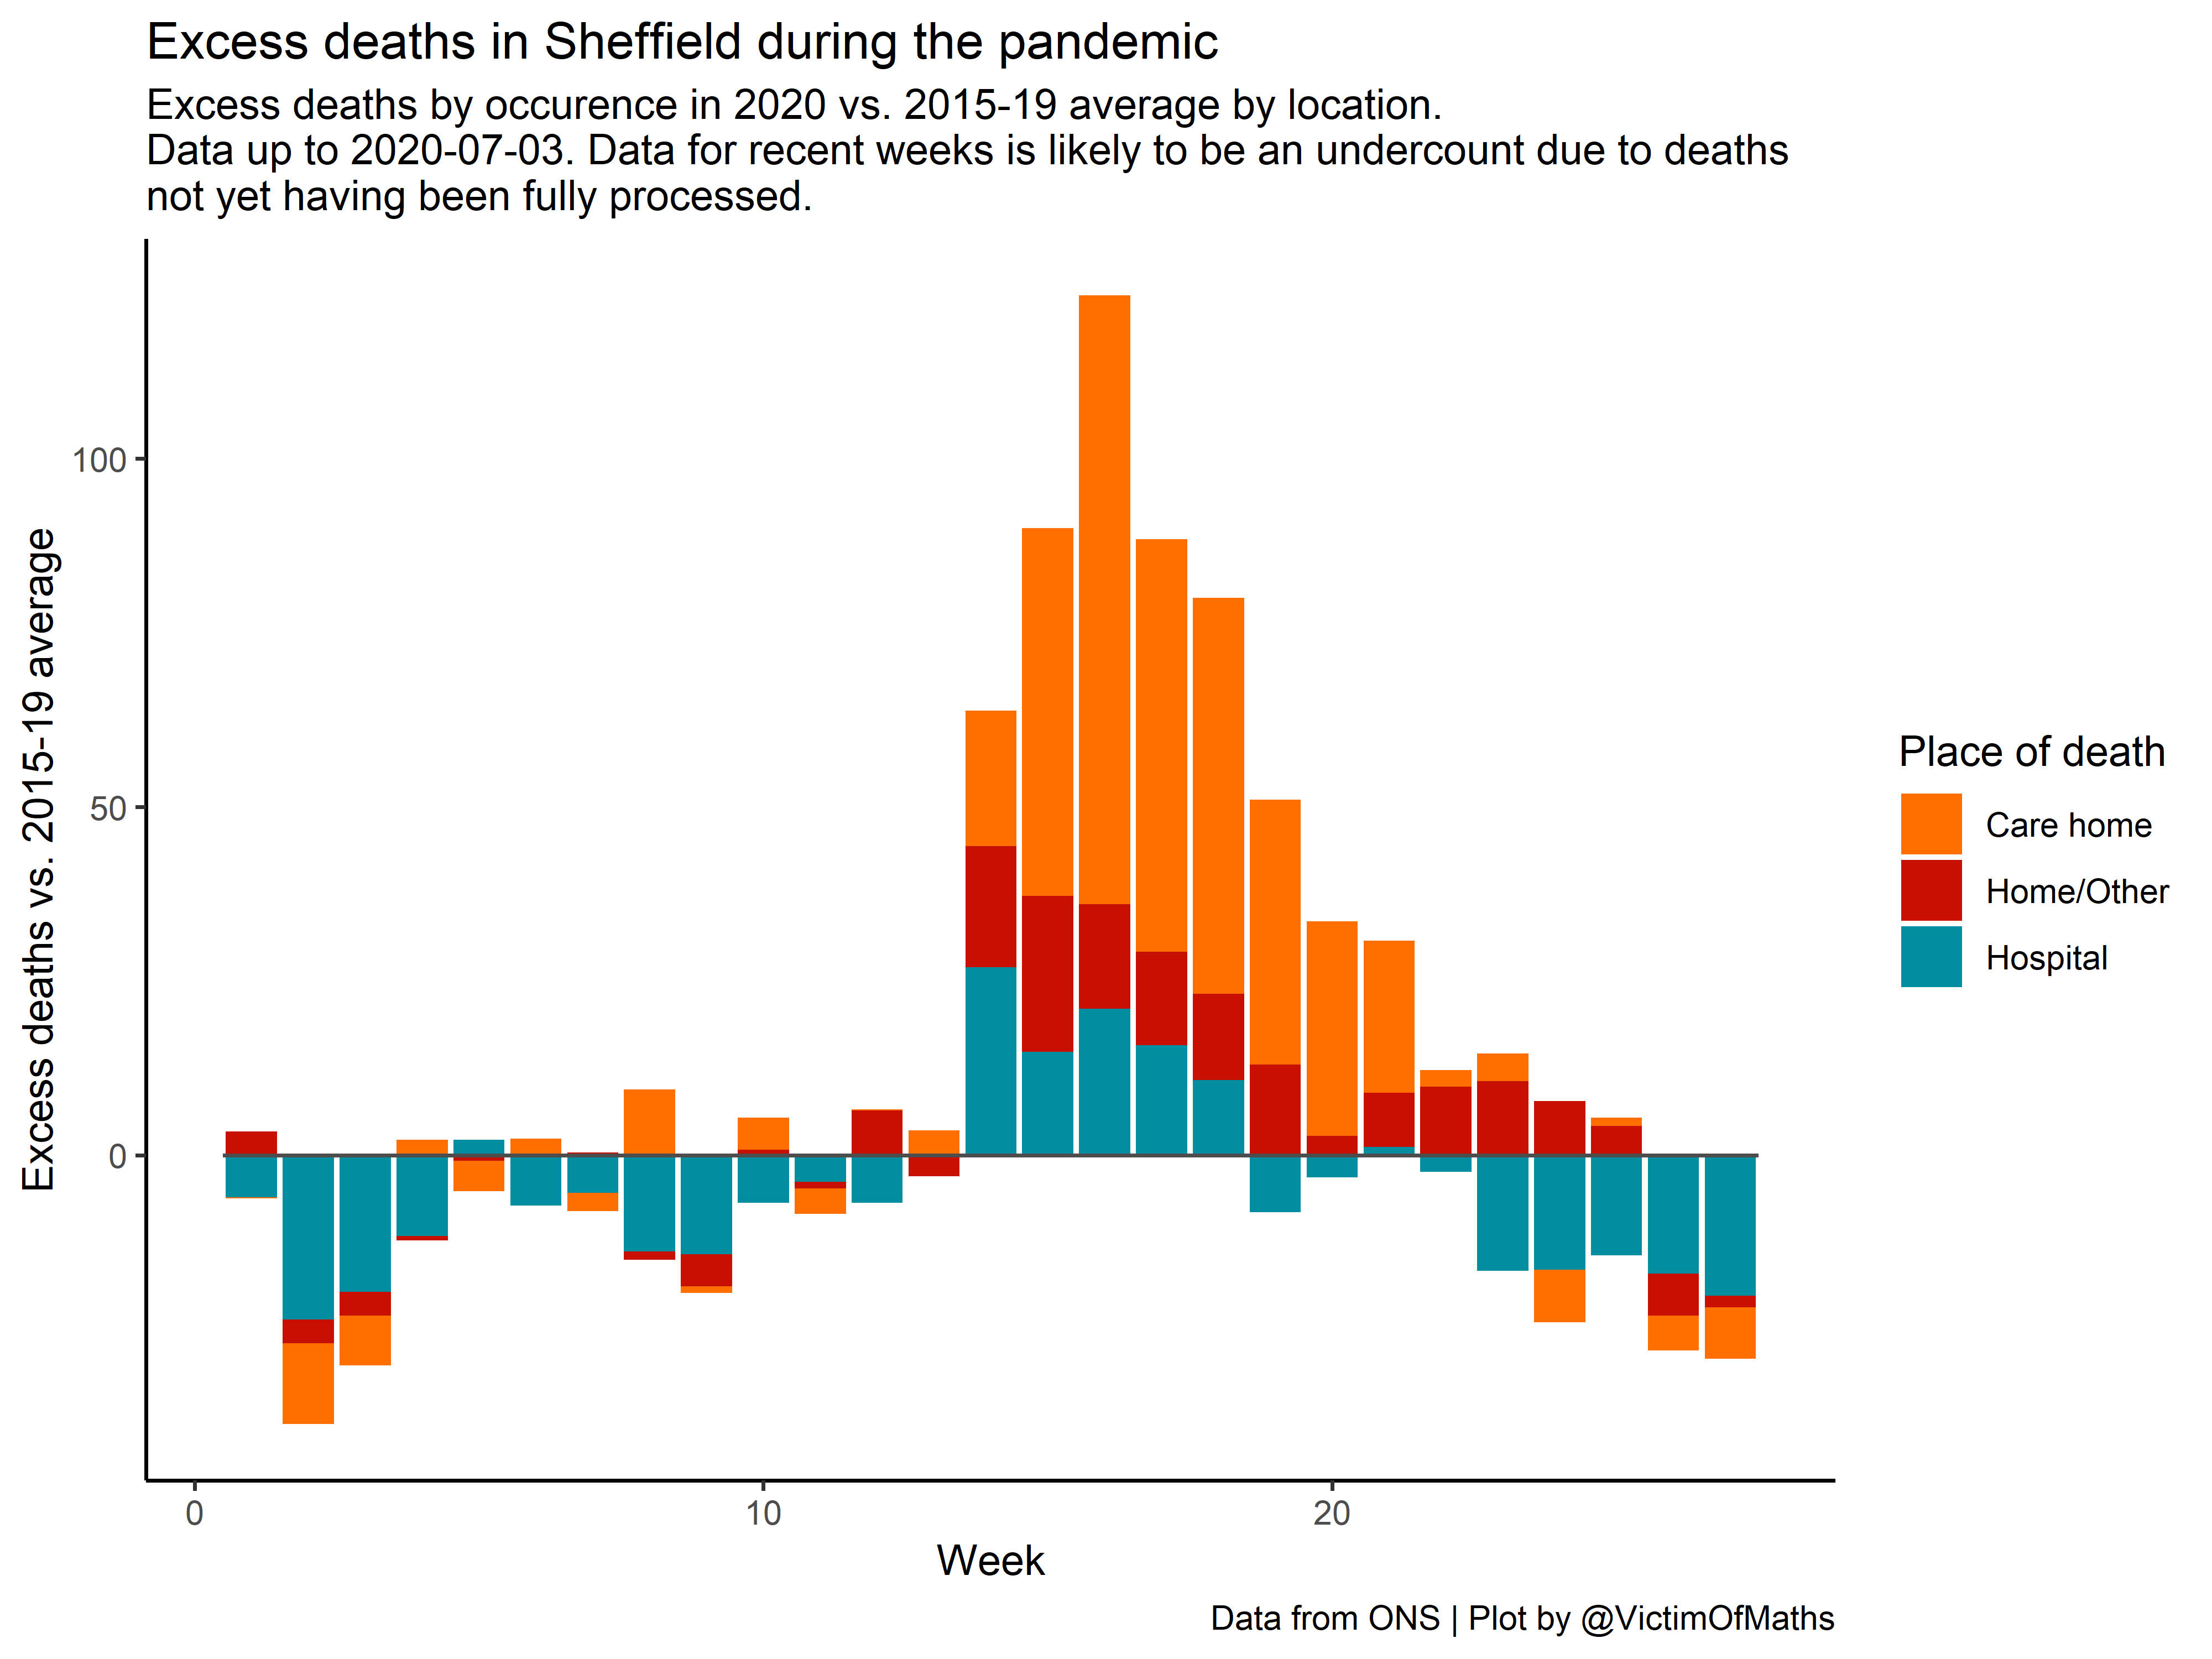 Excess deaths in Sheffield during the pandemic
Excess deaths by occurence in 2020 vs. 2015-19 average by location.
Data up to 2020-07-03. Data for recent weeks is likely to be an undercount due to deaths
not yet having been fully processed.
Excess deaths vs. 2015-19 average
100
50
0
0
10
20
Week
Place of death
Care home
Home/Other
Hospital
Data from ONS | Plot by @VictimOfMaths